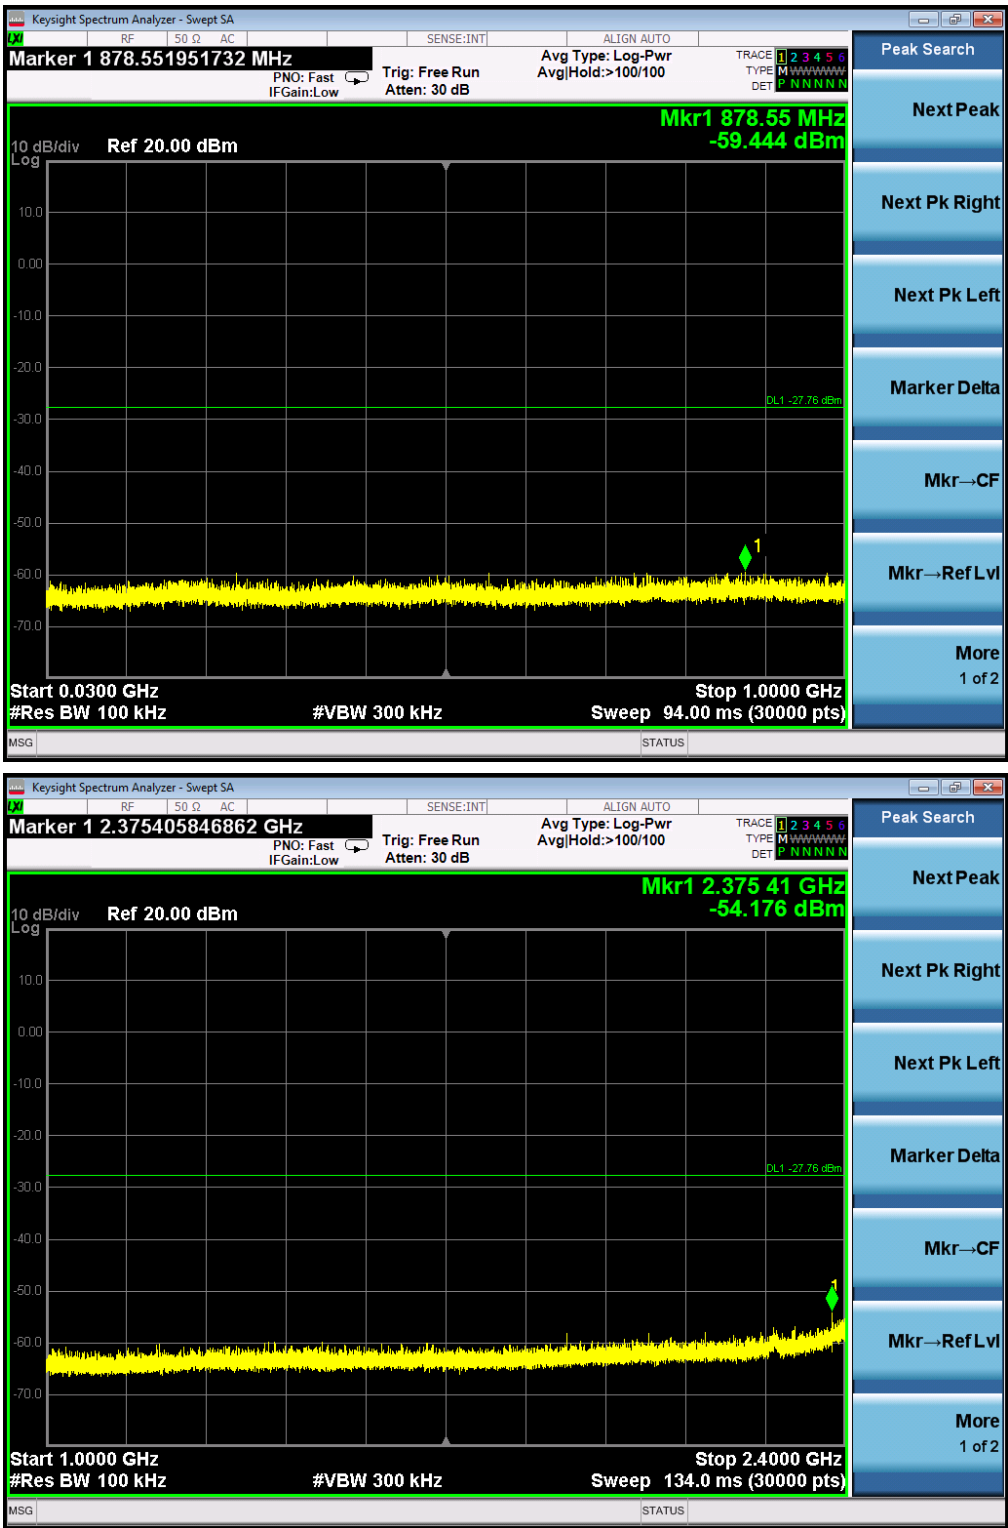 Keysight Spectrum Analyzer - Swept SA
LXI RF 50 Ω AC SENSE:INT ALIGN AUTO
Marker 1 878.551951732 MHz
PNO: Fast
IFGain:Low
Trig: Free Run
Atten: 30 dB
Avg Type: Log-Pwr
Avg|Hold:>100/100
TRACE 1 2 3 4 5 6
TYPE M WWWWW
DET P N N N N N
Mkr1 878.55 MHz
-59.444 dBm
10 dB/div Ref 20.00 dBm
Log
10.0
0.00
-10.0
-20.0
DL1 -27.76 dBm
-30.0
-40.0
-50.0
1
-60.0
-70.0
Start 0.0300 GHz Stop 1.0000 GHz
#Res BW 100 kHz #VBW 300 kHz Sweep 94.00 ms (30000 pts)
MSG STATUS
Peak Search
Next Peak
Next Pk Right
Next Pk Left
Marker Delta
Mkr→CF
Mkr→Ref Lvl
More
1 of 2
Keysight Spectrum Analyzer - Swept SA
LXI RF 50 Ω AC SENSE:INT ALIGN AUTO
Marker 1 2.375405846862 GHz
PNO: Fast
IFGain:Low
Trig: Free Run
Atten: 30 dB
Avg Type: Log-Pwr
Avg|Hold:>100/100
TRACE 1 2 3 4 5 6
TYPE M WWWWW
DET P N N N N N
Mkr1 2.375 41 GHz
-54.176 dBm
10 dB/div Ref 20.00 dBm
Log
10.0
0.00
-10.0
-20.0
DL1 -27.76 dBm
-30.0
-40.0
-50.0
1
-60.0
-70.0
Start 1.0000 GHz Stop 2.4000 GHz
#Res BW 100 kHz #VBW 300 kHz Sweep 134.0 ms (30000 pts)
MSG STATUS
Peak Search
Next Peak
Next Pk Right
Next Pk Left
Marker Delta
Mkr→CF
Mkr→Ref Lvl
More
1 of 2